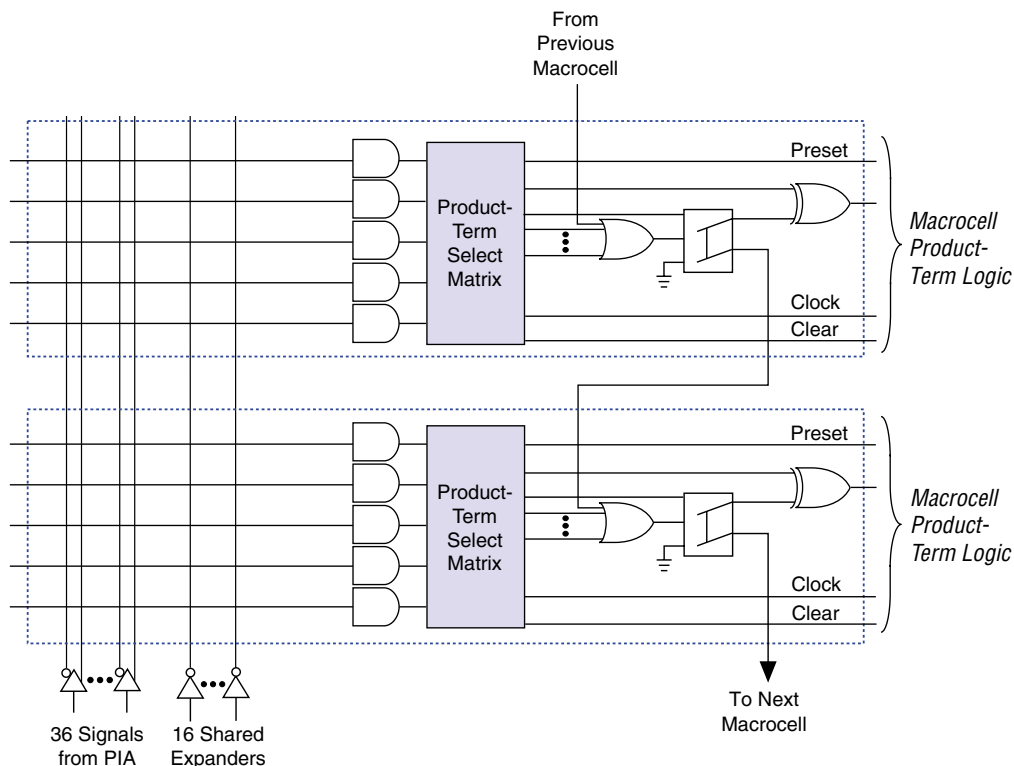 From
Previous
Macrocell
Preset
Product-
Term
Select
Matrix
Macrocell
Product-
Term Logic
Clock
Clear
Preset
Product-
Term
Select
Matrix
Macrocell
Product-
Term Logic
Clock
Clear
36 Signals
from PIA
16 Shared
Expanders
To Next
Macrocell